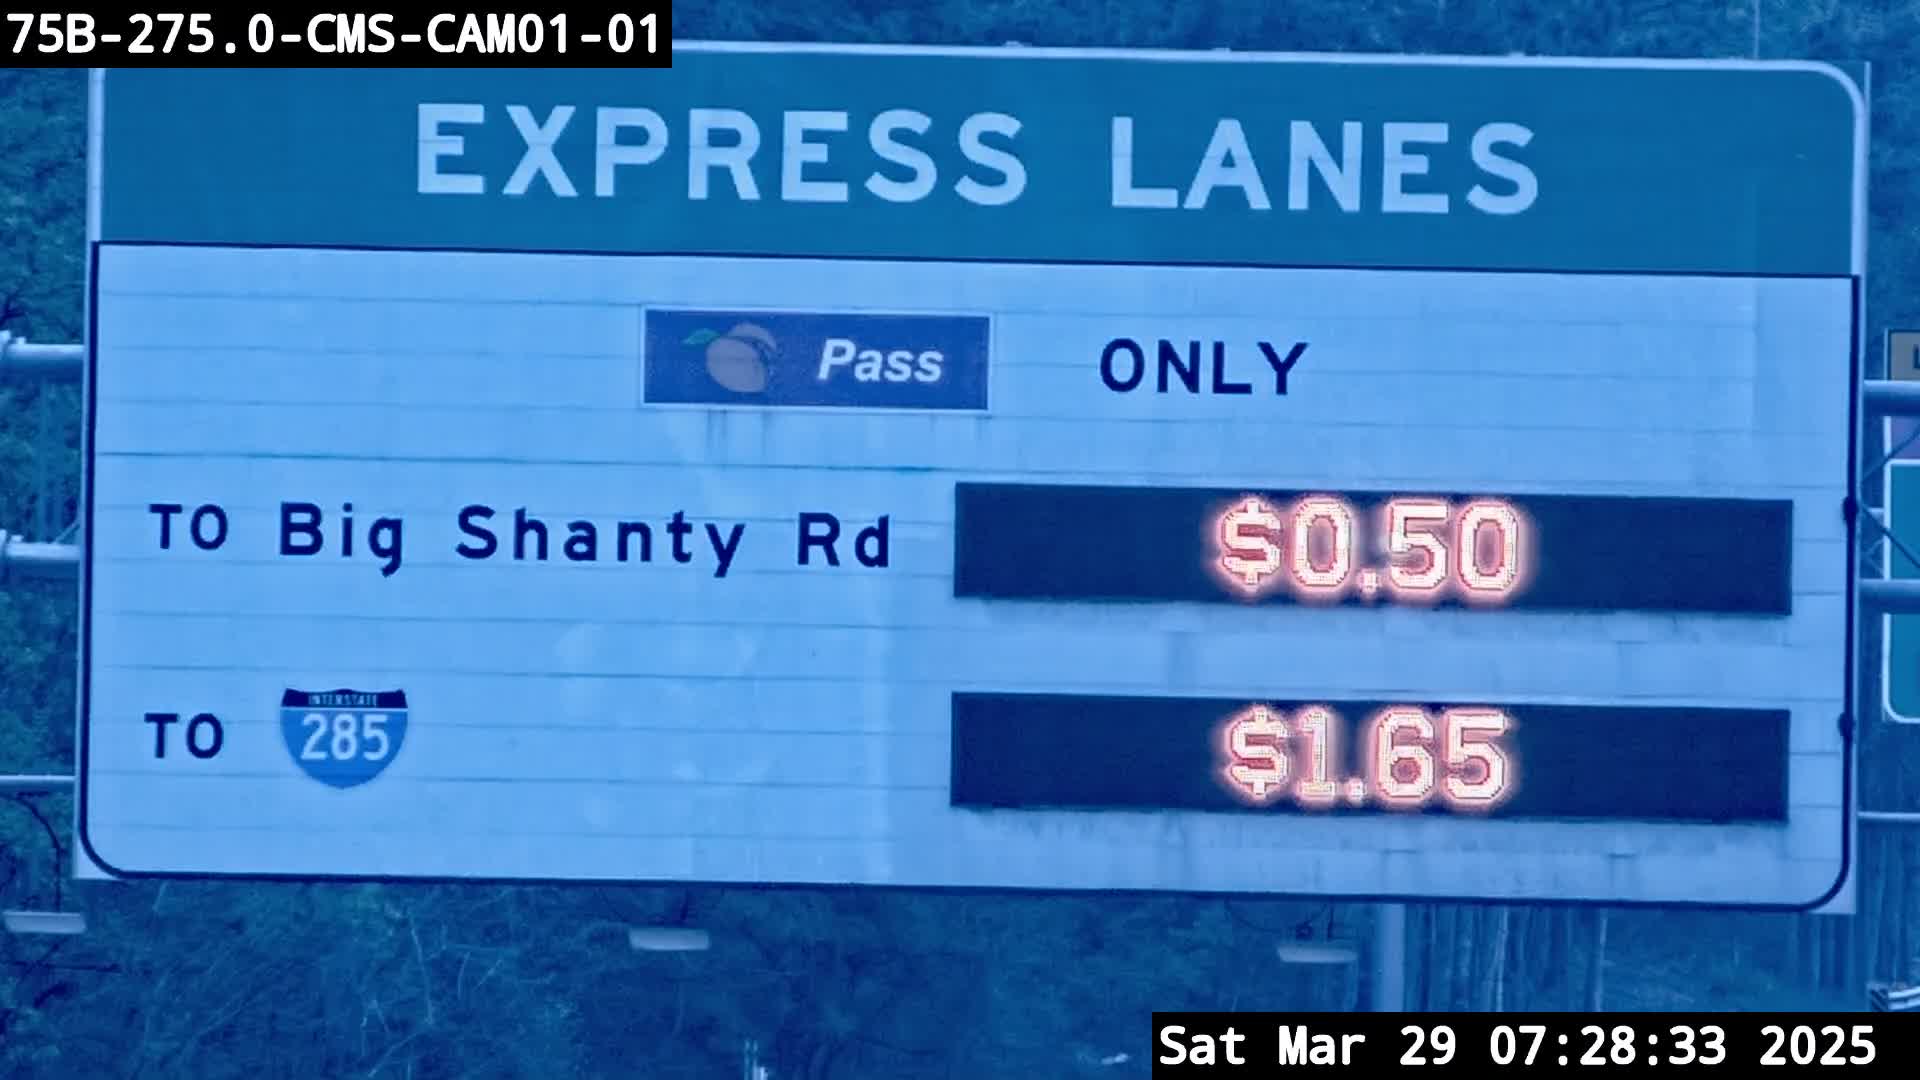 75B-275.0-CMS-CAM01-01
EXPRESS LANES
Pass ONLY
TO Big Shanty Rd $0.50
TO INTERSTATE 285 $1.65
Sat Mar 29 07:28:33 2025